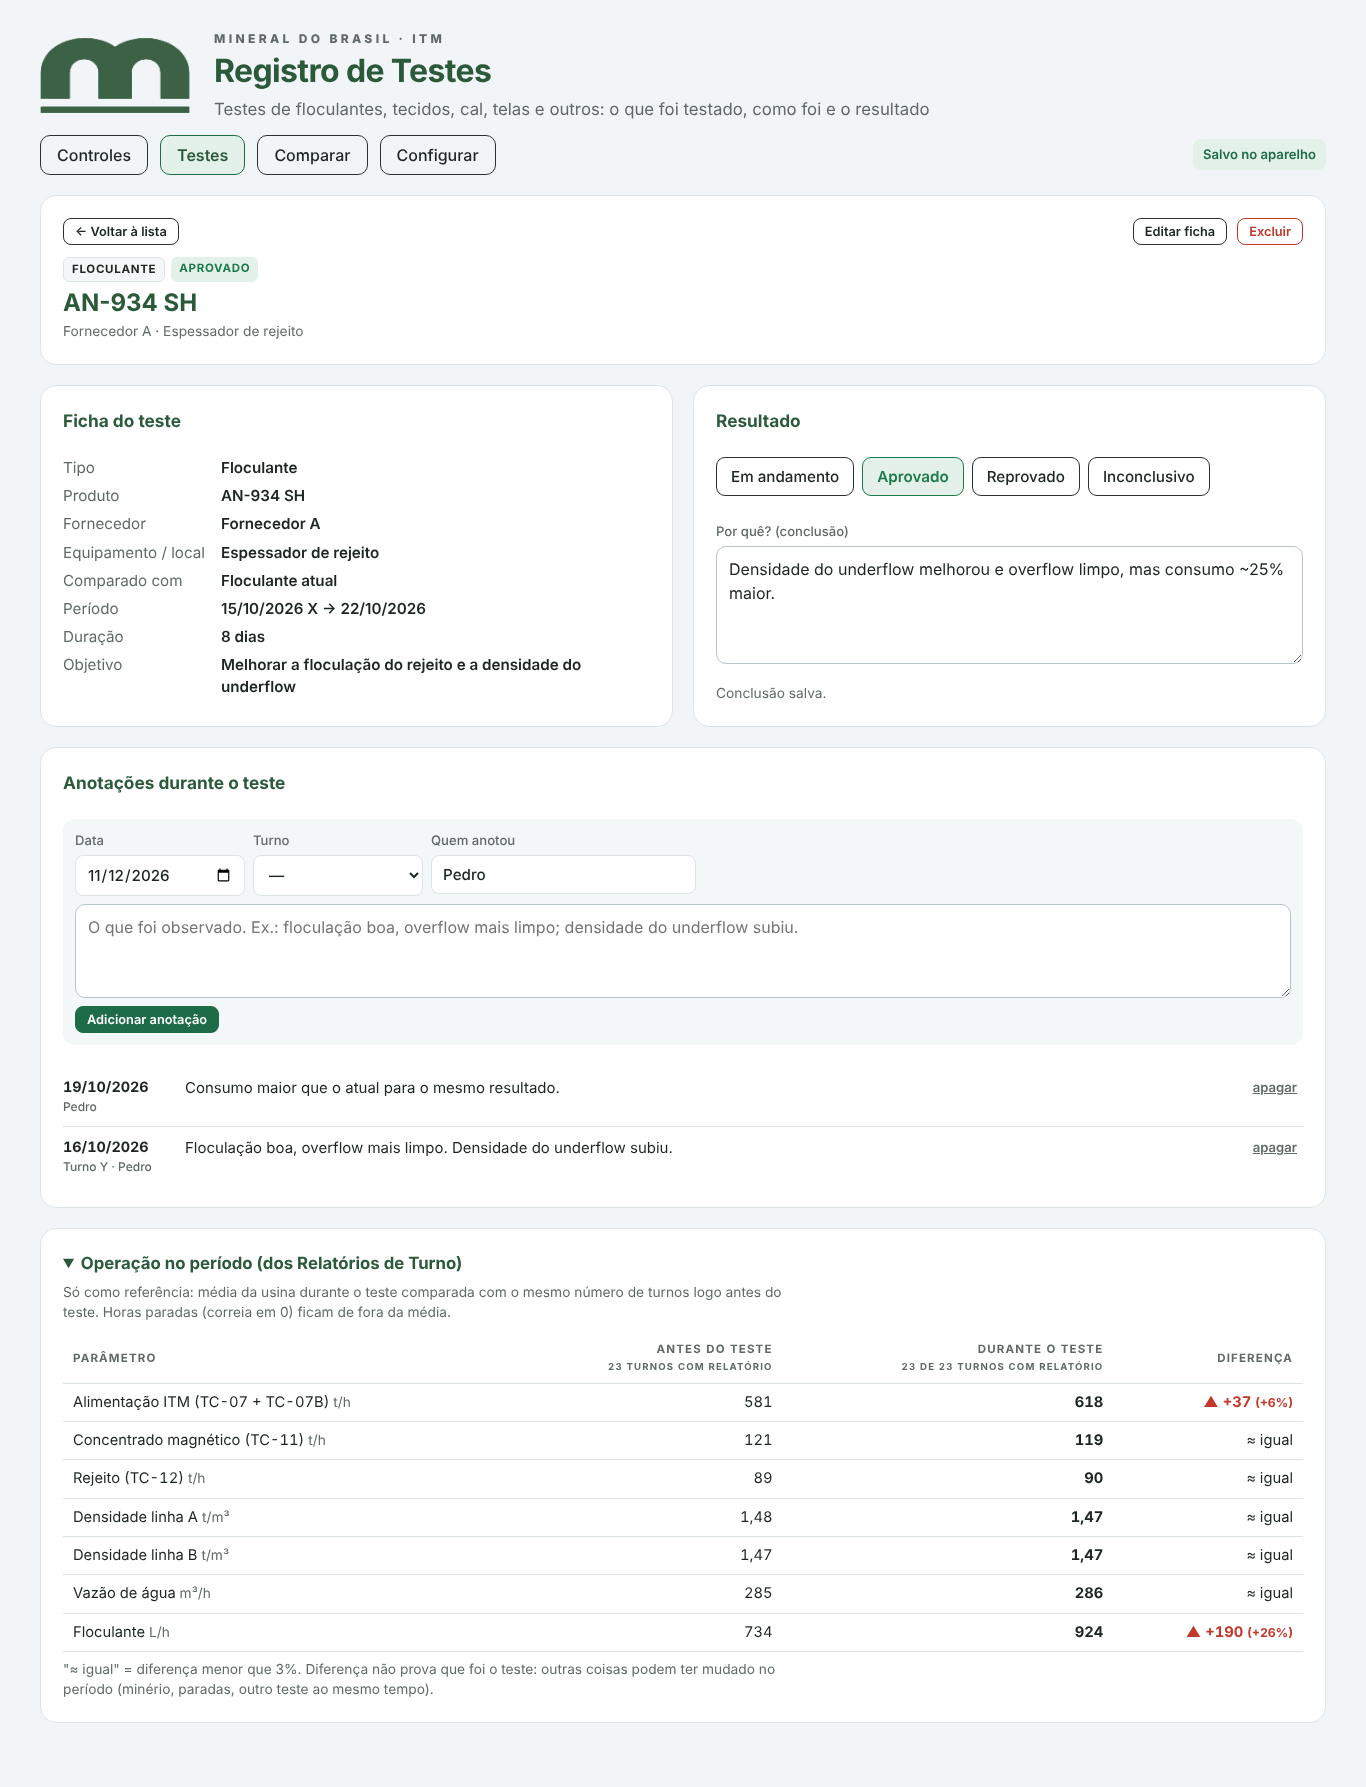 MINERAL DO BRASIL · ITM
Registro de Testes
Testes de floculantes, tecidos, cal, telas e outros: o que foi testado, como foi e o resultado
Controles
Testes
Comparar
Configurar
Salvo no aparelho
← Voltar à lista
Editar ficha
Excluir
FLOCULANTE
APROVADO
AN-934 SH
Fornecedor A · Espessador de rejeito
Ficha do teste
Tipo Floculante
Produto AN-934 SH
Fornecedor Fornecedor A
Equipamento / local Espessador de rejeito
Comparado com Floculante atual
Período 15/10/2026 X → 22/10/2026
Duração 8 dias
Objetivo Melhorar a floculação do rejeito e a densidade do
underflow
Resultado
Em andamento
Aprovado
Reprovado
Inconclusivo
Por quê? (conclusão)
Densidade do underflow melhorou e overflow limpo, mas consumo ~25%
maior.
Conclusão salva.
Anotações durante o teste
Data Turno Quem anotou
11/12/2026 — Pedro
O que foi observado. Ex.: floculação boa, overflow mais limpo; densidade do underflow subiu.
Adicionar anotação
19/10/2026 Consumo maior que o atual para o mesmo resultado. apagar
Pedro
16/10/2026 Floculação boa, overflow mais limpo. Densidade do underflow subiu. apagar
Turno Y · Pedro
▼ Operação no período (dos Relatórios de Turno)
Só como referência: média da usina durante o teste comparada com o mesmo número de turnos logo antes do
teste. Horas paradas (correia em 0) ficam de fora da média.
PARÂMETRO ANTES DO TESTE DURANTE O TESTE DIFERENÇA
23 TURNOS COM RELATÓRIO 23 DE 23 TURNOS COM RELATÓRIO
Alimentação ITM (TC-07 + TC-07B) t/h 581 618 ▲ +37 (+6%)
Concentrado magnético (TC-11) t/h 121 119 ≈ igual
Rejeito (TC-12) t/h 89 90 ≈ igual
Densidade linha A t/m³ 1,48 1,47 ≈ igual
Densidade linha B t/m³ 1,47 1,47 ≈ igual
Vazão de água m³/h 285 286 ≈ igual
Floculante L/h 734 924 ▲ +190 (+26%)
"≈ igual" = diferença menor que 3%. Diferença não prova que foi o teste: outras coisas podem ter mudado no
período (minério, paradas, outro teste ao mesmo tempo).